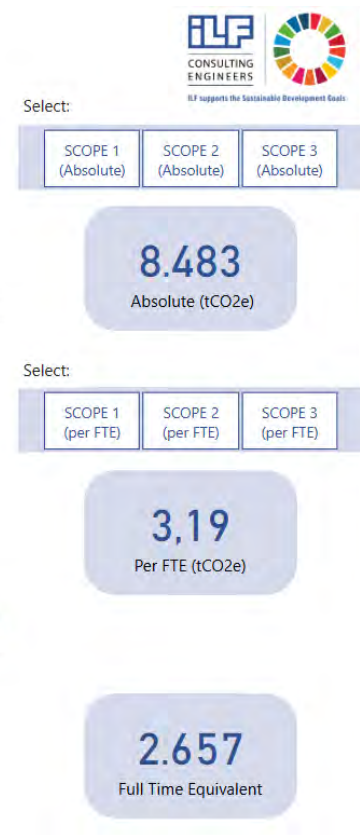 iLF
CONSULTING
ENGINEERS
ILF supports the Sustainable Development Goals
Select:
SCOPE 1
(Absolute)
SCOPE 2
(Absolute)
SCOPE 3
(Absolute)
8.483
Absolute (tCO2e)
Select:
SCOPE 1
(per FTE)
SCOPE 2
(per FTE)
SCOPE 3
(per FTE)
3,19
Per FTE (tCO2e)
2.657
Full Time Equivalent